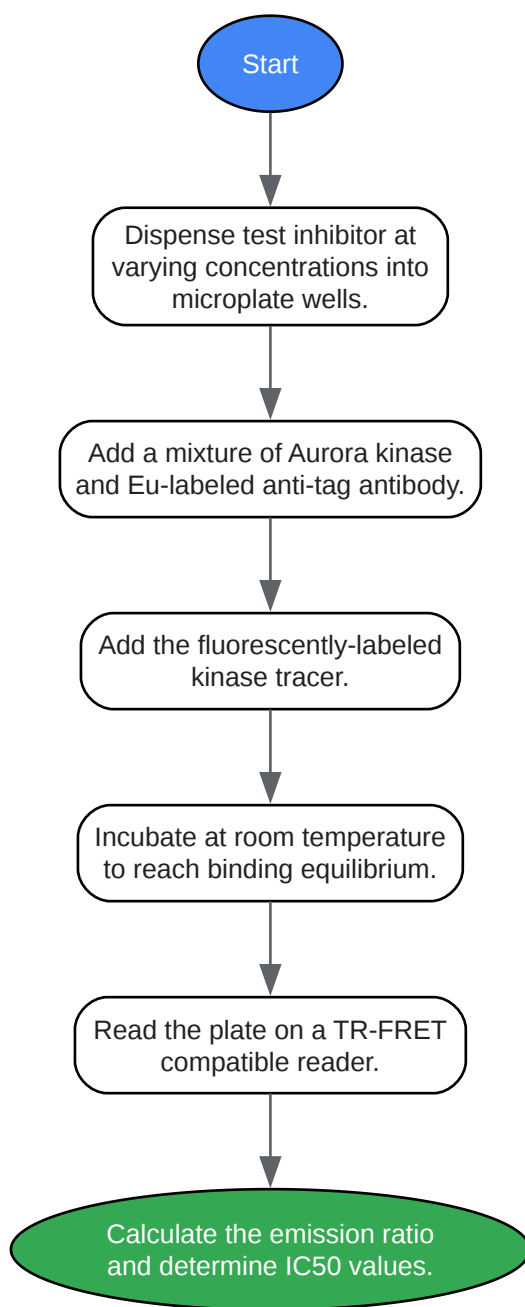 Start
Dispense test inhibitor at
varying concentrations into
microplate wells.
Add a mixture of Aurora kinase
and Eu-labeled anti-tag antibody.
Add the fluorescently-labeled
kinase tracer.
Incubate at room temperature
to reach binding equilibrium.
Read the plate on a TR-FRET
compatible reader.
Calculate the emission ratio
and determine IC50 values.